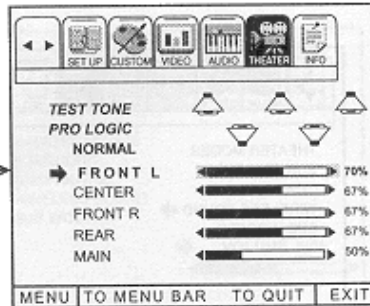 SET UP CUSTOM VIDEO AUDIO THEATER INFO
TEST TONE
PRO LOGIC
NORMAL
FRONT L 70%
CENTER 67%
FRONT R 67%
REAR 67%
MAIN 50%
MENU TO MENU BAR TO QUIT EXIT